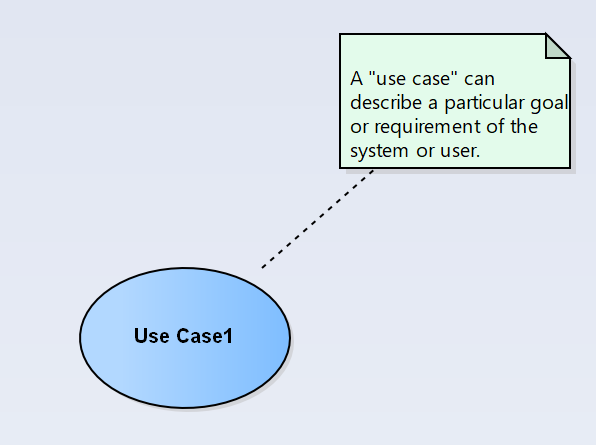 A "use case" can
describe a particular goal
or requirement of the
system or user.
Use Case1